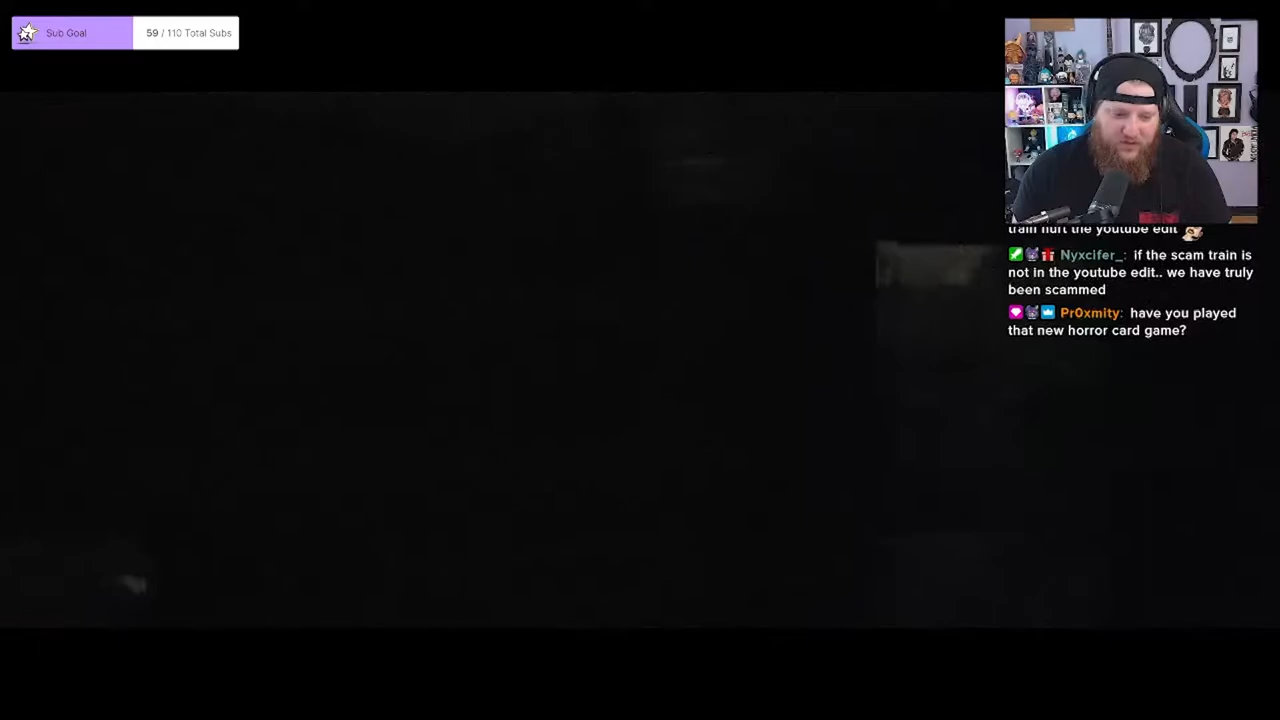 Sub Goal
59 / 110 Total Subs
train hurt the youtube edit
Nyxcifer_: if the scam train is
not in the youtube edit.. we have truly
been scammed
Pr0xmity: have you played
that new horror card game?